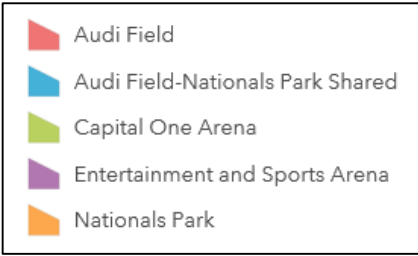 Audi Field
Audi Field-Nationals Park Shared
Capital One Arena
Entertainment and Sports Arena
Nationals Park